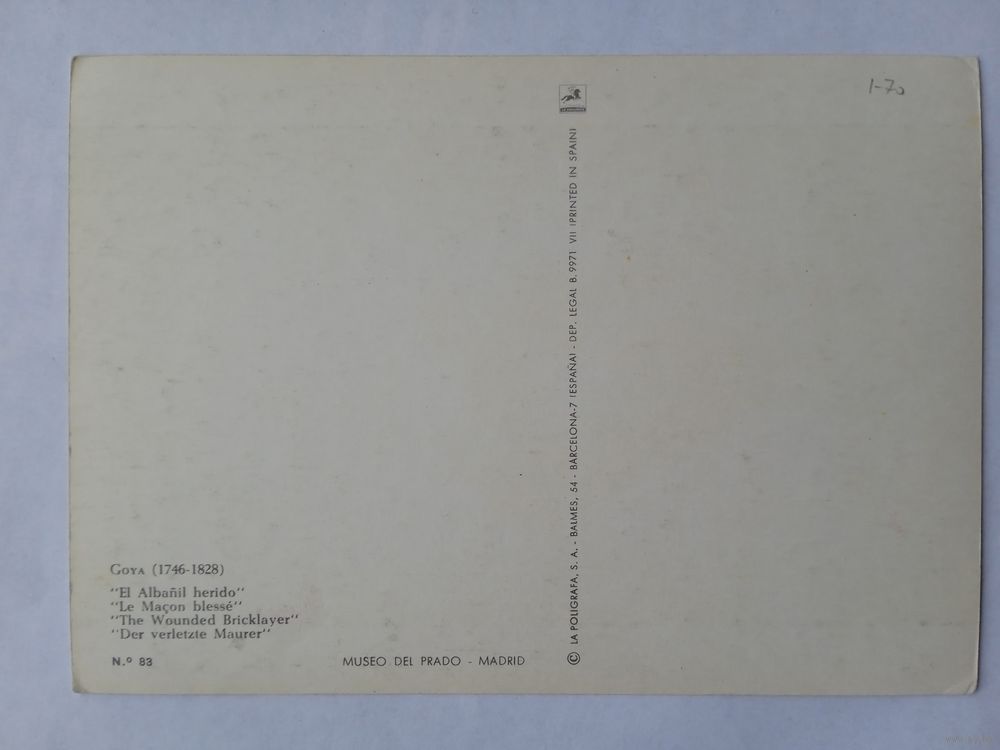 1-70
GOYA (1746-1828)
"El Albañil herido"
"Le Maçon blessé"
"The Wounded Bricklayer"
"Der verletzte Maurer"
N.º 83
MUSEO DEL PRADO - MADRID
© LA POLIGRAFA, S. A. - BALMES, 54 - BARCELONA-7 (ESPAÑA) - DEP. LEGAL B. 9971 VII (PRINTED IN SPAIN)